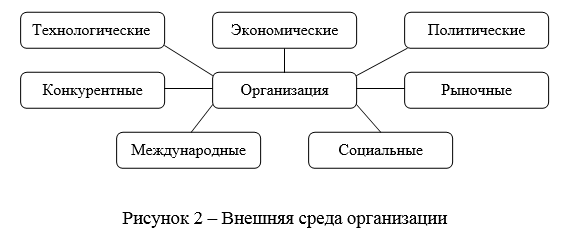 Технологические
Экономические
Политические
Конкурентные
Организация
Рыночные
Международные
Социальные
Рисунок 2 – Внешняя среда организации